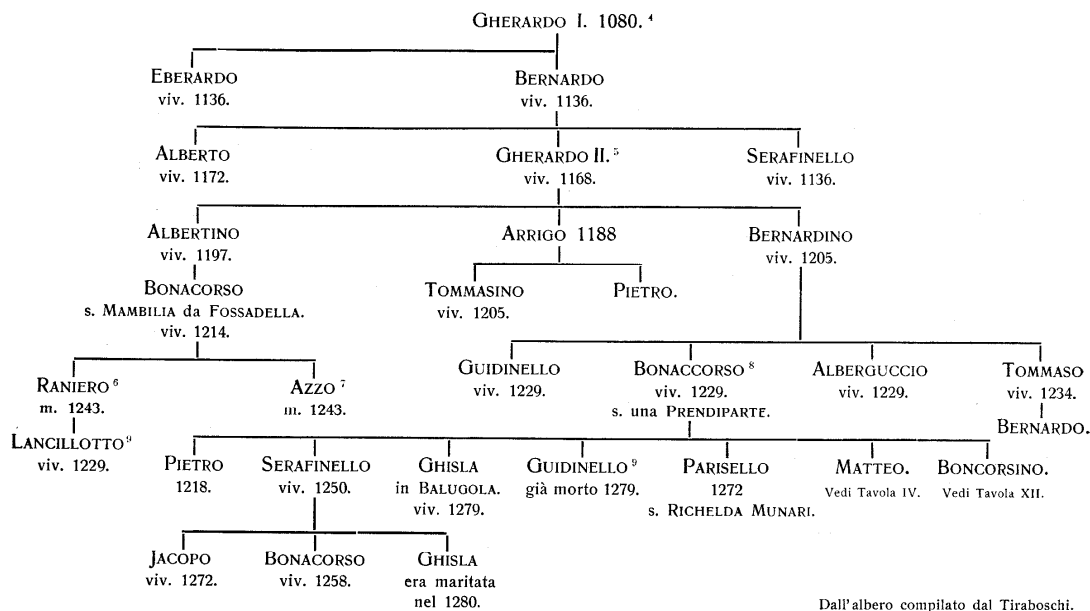 GHERARDO I. 1080. ⁴
EBERARDO
viv. 1136.
BERNARDO
viv. 1136.
ALBERTO
viv. 1172.
GHERARDO II. ⁵
viv. 1168.
SERAFINELLO
viv. 1136.
ALBERTINO
viv. 1197.
ARRIGO 1188
BERNARDINO
viv. 1205.
BONACORSO
s. MAMBILIA DA FOSSADELLA.
viv. 1214.
TOMMASINO
viv. 1205.
PIETRO.
RANIERO ⁶
m. 1243.
AZZO ⁷
m. 1243.
GUIDINELLO
viv. 1229.
BONACCORSO ⁸
viv. 1229.
s. una PRENDIPARTE.
ALBERGUCCIO
viv. 1229.
TOMMASO
viv. 1234.
BERNARDO.
LANCILLOTTO ⁹
viv. 1229.
PIETRO
1218.
SERAFINELLO
viv. 1250.
GHISLA
in BALUGOLA.
viv. 1279.
GUIDINELLO ⁹
già morto 1279.
PARISELLO
1272
s. RICHELDA MUNARI.
MATTEO.
Vedi Tavola IV.
BONCORSINO.
Vedi Tavola XII.
JACOPO
viv. 1272.
BONACORSO
viv. 1258.
GHISLA
era maritata
nel 1280.
Dall'albero compilato dal Tiraboschi.